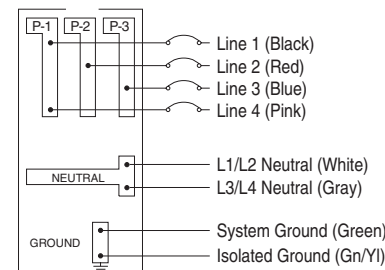 P-1 P-2 P-3
Line 1 (Black)
Line 2 (Red)
Line 3 (Blue)
Line 4 (Pink)
L1/L2 Neutral (White)
NEUTRAL
L3/L4 Neutral (Gray)
System Ground (Green)
GROUND
Isolated Ground (Gn/Yl)